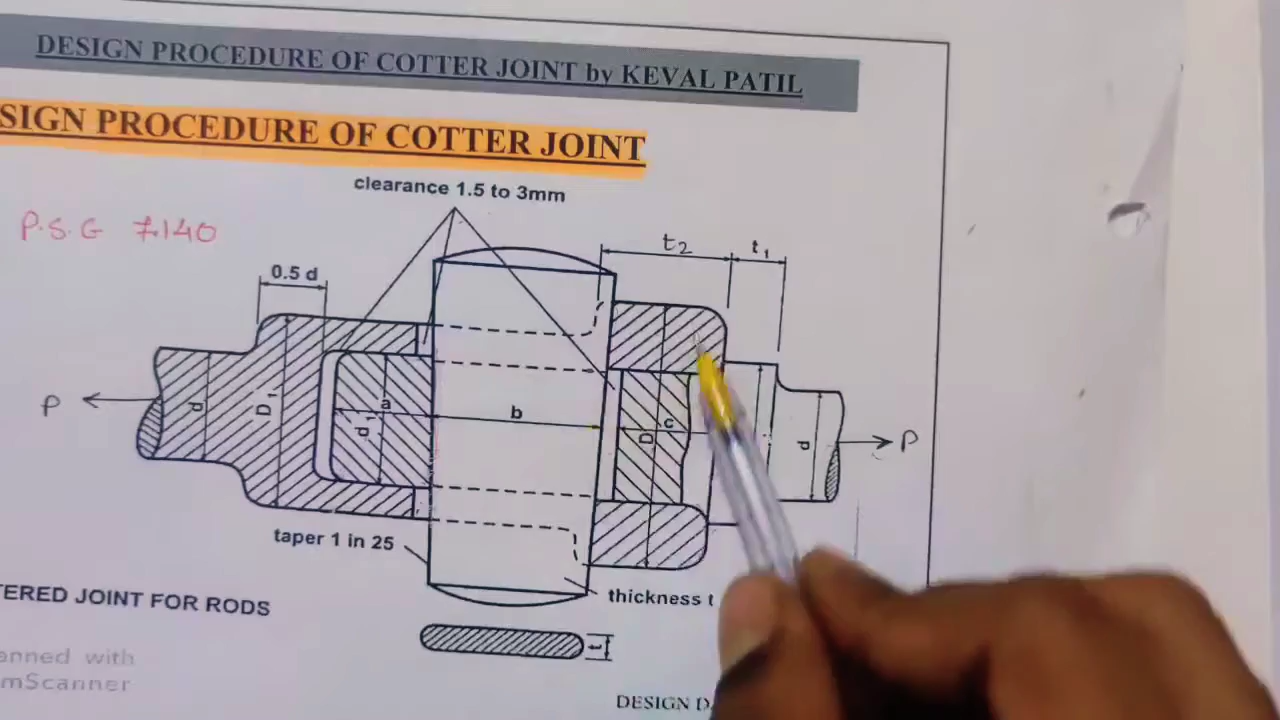 DESIGN PROCEDURE OF COTTER JOINT by KEVAL PATIL
SIGN PROCEDURE OF COTTER JOINT
clearance 1.5 to 3mm
P.S.G 7.140
t2
t1
0.5 d
P
d
D1
d1
a
b
D
c
d
P
taper 1 in 25
thickness t
TERED JOINT FOR RODS
t
anned with
mScanner
DESIGN D